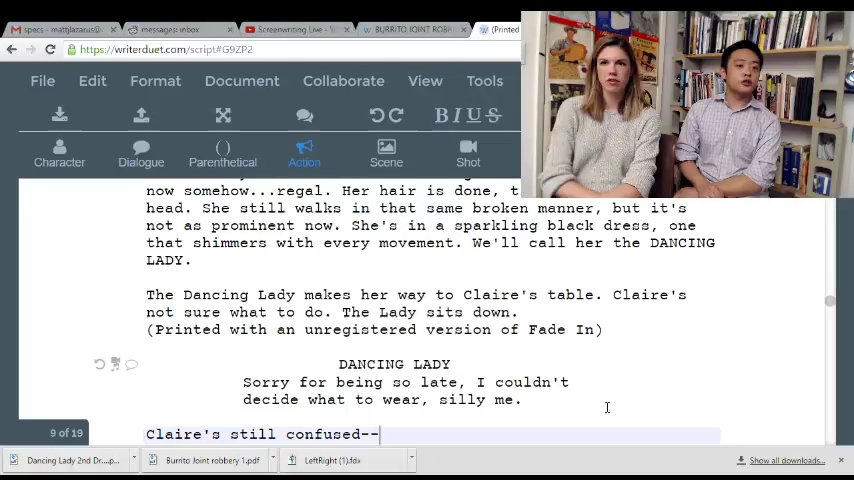 specs - mattjlazarus@
messages: inbox
Screenwriting Live -
BURRITO JOINT ROBI
(Printed
https://writerduet.com/script#G9ZP2
File Edit Format Document Collaborate View Tools
B I U S
Character Dialogue Parenthetical Action Scene Shot
now somehow...regal. Her hair is done, t
head. She still walks in that same broken manner, but it's
not as prominent now. She's in a sparkling black dress, one
that shimmers with every movement. We'll call her the DANCING
LADY.
The Dancing Lady makes her way to Claire's table. Claire's
not sure what to do. The Lady sits down.
(Printed with an unregistered version of Fade In)
DANCING LADY
Sorry for being so late, I couldn't
decide what to wear, silly me.
Claire's still confused--
9 of 19
Dancing Lady 2nd Dr....p...
Burrito Joint robbery 1.pdf
LeftRight (1).fdx
Show all downloads...